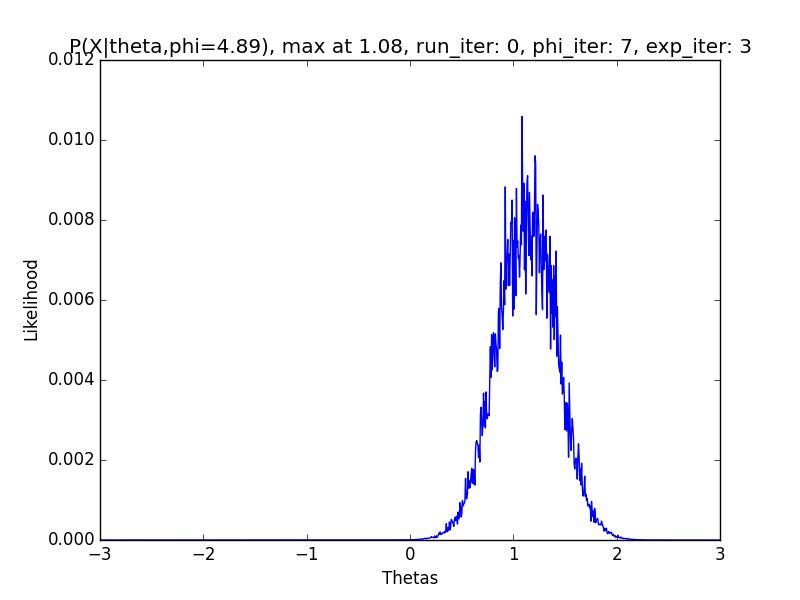 P(X|theta,phi=4.89), max at 1.08, run_iter: 0, phi_iter: 7, exp_iter: 3
0.012
0.010
0.008
0.006
0.004
0.002
0.000
Likelihood
−3 −2 −1 0 1 2 3
Thetas